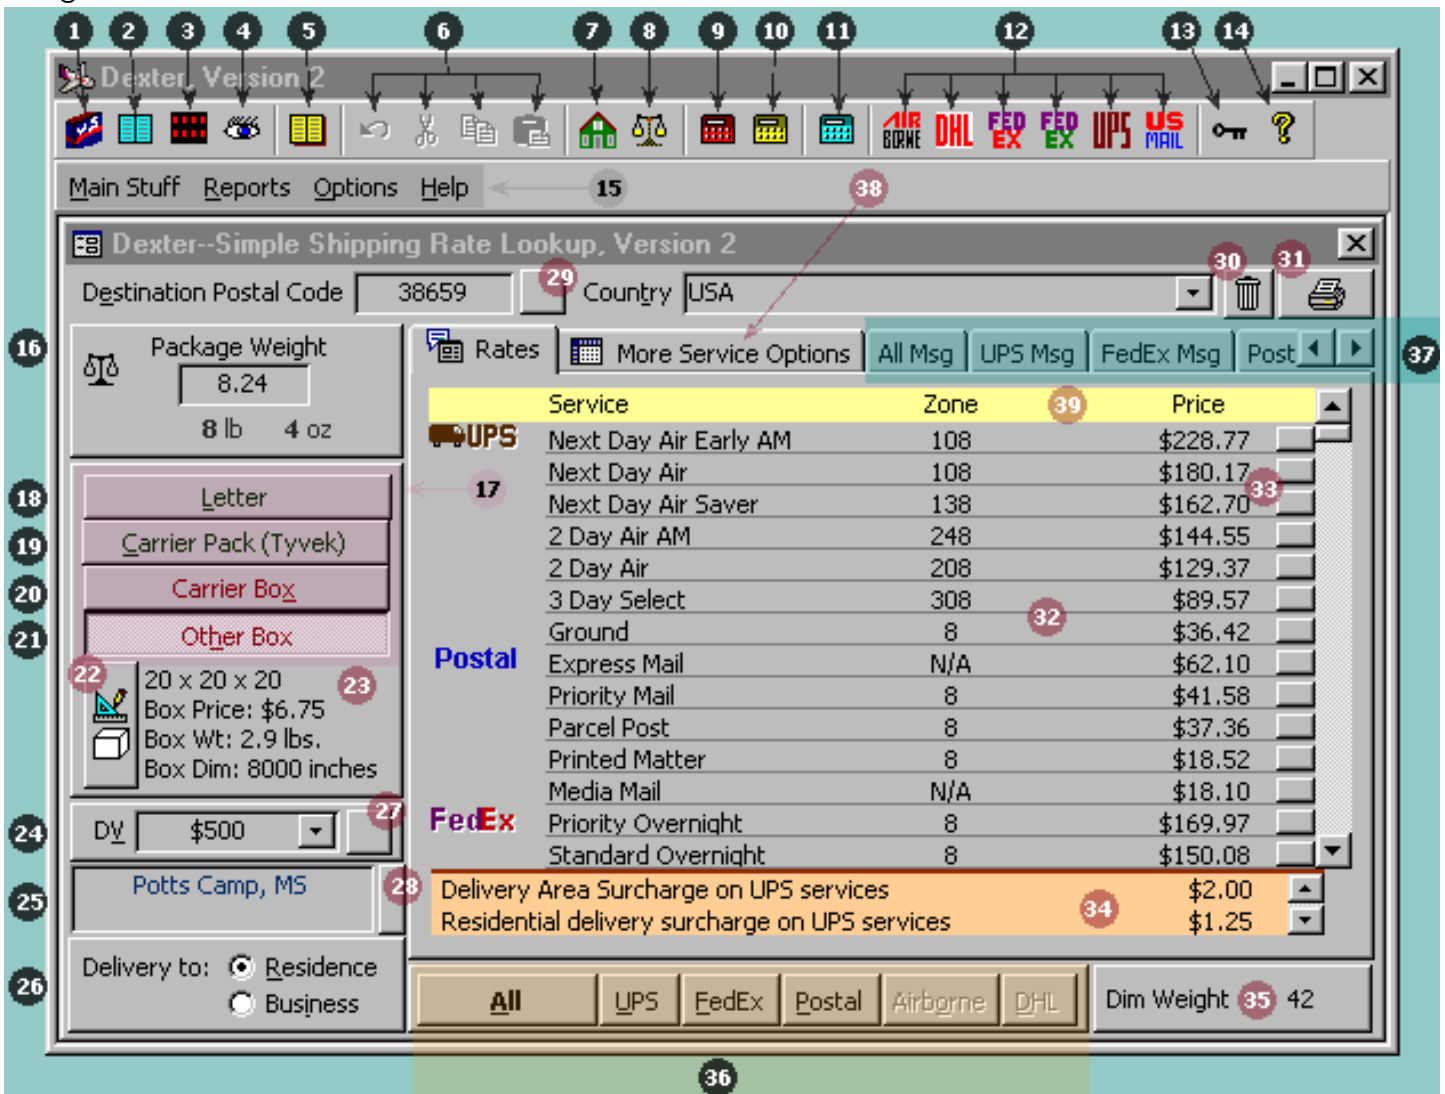 1 2 3 4 5 6 7 8 9 10 11 12 13 14
Dexter, Version 2
UPS AIR BORNE DHL FED EX FED EX UPS US MAIL ?
Main Stuff Reports Options Help 15 38
Dexter--Simple Shipping Rate Lookup, Version 2
30 31
Destination Postal Code 38659 29 Country USA
16 Package Weight
8.24
8 lb 4 oz
Rates More Service Options All Msg UPS Msg FedEx Msg Post 37
Service Zone 39 Price
UPS Next Day Air Early AM 108 $228.77
Next Day Air 108 $180.17
17 33
Next Day Air Saver 138 $162.70
2 Day Air AM 248 $144.55
2 Day Air 208 $129.37
3 Day Select 308 $89.57
32
Ground 8 $36.42
Postal Express Mail N/A $62.10
Priority Mail 8 $41.58
Parcel Post 8 $37.36
Printed Matter 8 $18.52
Media Mail N/A $18.10
FedEx Priority Overnight 8 $169.97
Standard Overnight 8 $150.08
18 Letter
19 Carrier Pack (Tyvek)
20 Carrier Box
21 Other Box
22 20 x 20 x 20 23
Box Price: $6.75
Box Wt: 2.9 lbs.
Box Dim: 8000 inches
24 DV $500 27
25 Potts Camp, MS 28
Delivery Area Surcharge on UPS services $2.00
34
Residential delivery surcharge on UPS services $1.25
26 Delivery to: Residence
Business
All UPS FedEx Postal Airborne DHL Dim Weight 35 42
36